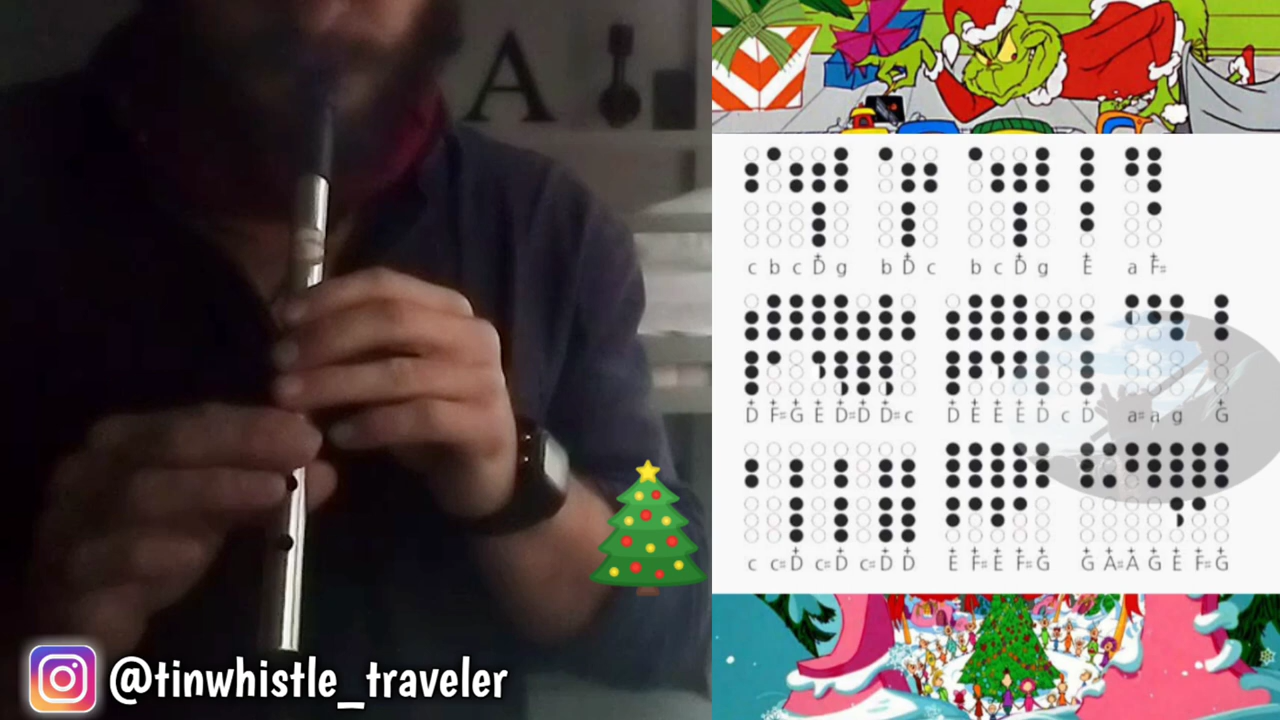 A
c b c D g b D c b c D g E a F=
D F= G E D= D D= c D E E E D c D a= a g G
c c= D c= D c= D D E F= E F= G G A= A G E F= G
@tinwhistle_traveler